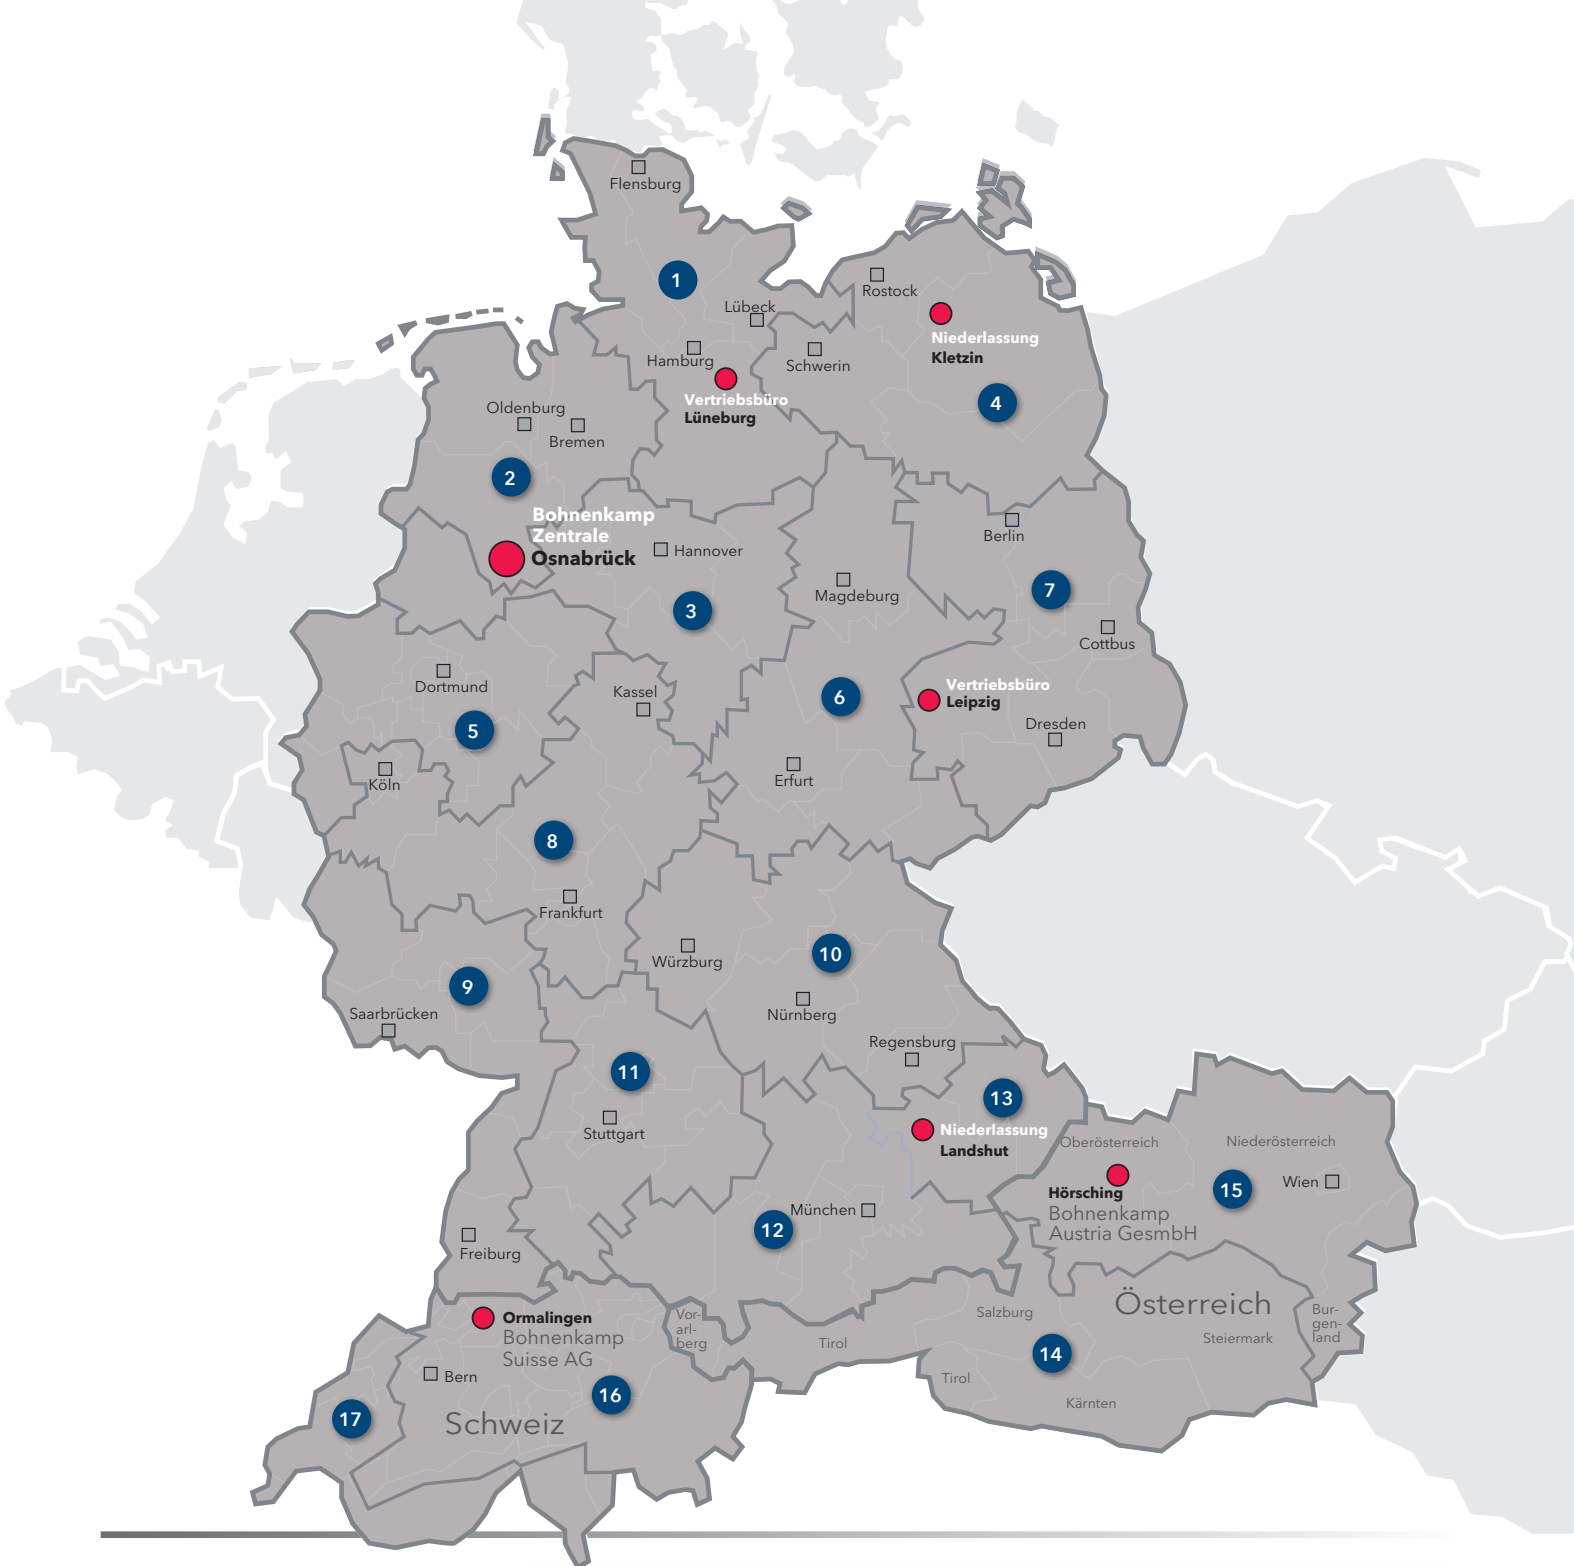 Flensburg
1
Rostock
Lübeck
Niederlassung
Kletzin
Hamburg
Schwerin
Vertriebsbüro
Lüneburg
4
Oldenburg
Bremen
2
Bohnenkamp
Zentrale
Osnabrück
Hannover
Berlin
Magdeburg
7
3
Cottbus
Dortmund
Kassel
6
Vertriebsbüro
Leipzig
5
Dresden
Köln
Erfurt
8
Frankfurt
10
Würzburg
9
Saarbrücken
Nürnberg
Regensburg
11
13
Stuttgart
Niederlassung
Landshut
Oberösterreich
Niederösterreich
Wien
15
Hörsching
Bohnenkamp
Austria GesmbH
München
12
Freiburg
Österreich
Salzburg
Bur-
gen-
land
Steiermark
Vor-
arl-
berg
Tirol
Ormalingen
Bohnenkamp
Suisse AG
14
Bern
Tirol
16
Kärnten
17
Schweiz